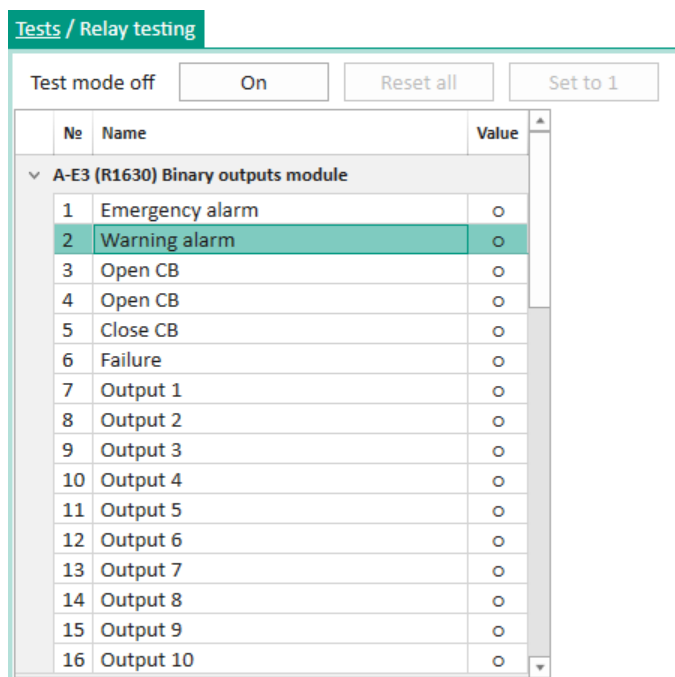 Tests / Relay testing
Test mode off On Reset all Set to 1
№ Name Value
A-E3 (R1630) Binary outputs module
1 Emergency alarm o
2 Warning alarm o
3 Open CB o
4 Open CB o
5 Close CB o
6 Failure o
7 Output 1 o
8 Output 2 o
9 Output 3 o
10 Output 4 o
11 Output 5 o
12 Output 6 o
13 Output 7 o
14 Output 8 o
15 Output 9 o
16 Output 10 o